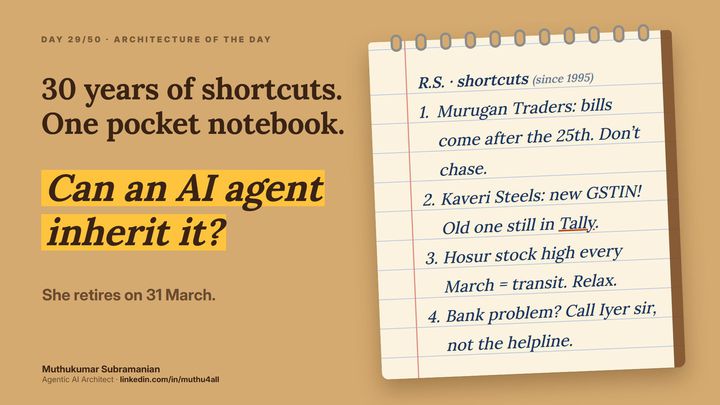 DAY 29/50 · ARCHITECTURE OF THE DAY
30 years of shortcuts.
One pocket notebook.
Can an AI agent
inherit it?
She retires on 31 March.
Muthukumar Subramanian
Agentic AI Architect · linkedin.com/in/muthu4all
R.S. · shortcuts (since 1995)
1. Murugan Traders: bills
come after the 25th. Don't
chase.
2. Kaveri Steels: new GSTIN!
Old one still in Tally.
3. Hosur stock high every
March = transit. Relax.
4. Bank problem? Call Iyer sir,
not the helpline.